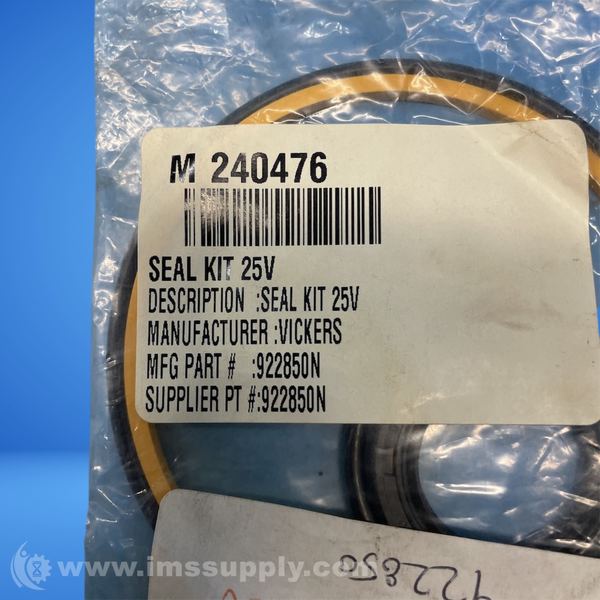 M 240476
SEAL KIT 25V
DESCRIPTION :SEAL KIT 25V
MANUFACTURER :VICKERS
MFG PART # :922850N
SUPPLIER PT #:922850N
922850
www.imssupply.com